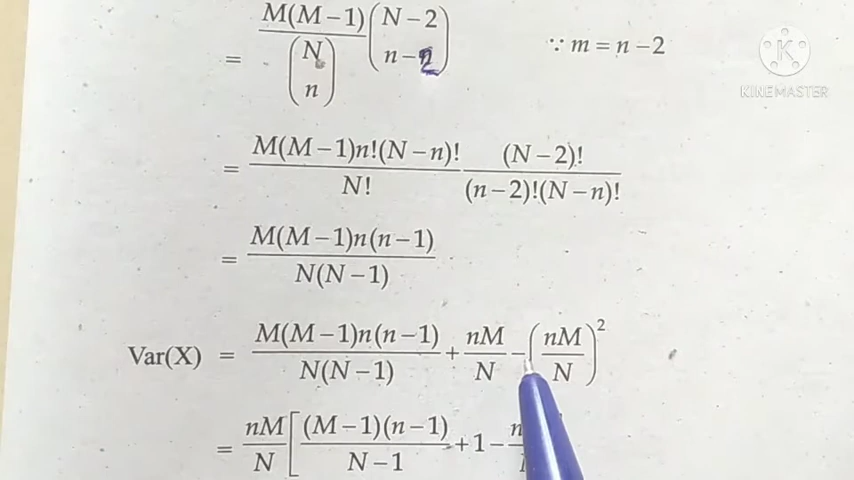 = M(M−1)/(N n) (N−2 n−2) ∵ m = n−2
KINEMASTER
= M(M−1)n!(N−n)!/N! (N−2)!/(n−2)!(N−n)!
= M(M−1)n(n−1)/N(N−1)
Var(X) = M(M−1)n(n−1)/N(N−1) + nM/N − (nM/N)²
= nM/N [(M−1)(n−1)/N−1 + 1 −